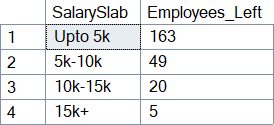 SalarySlab Employees_Left
1 Upto 5k 163
2 5k-10k 49
3 10k-15k 20
4 15k+ 5